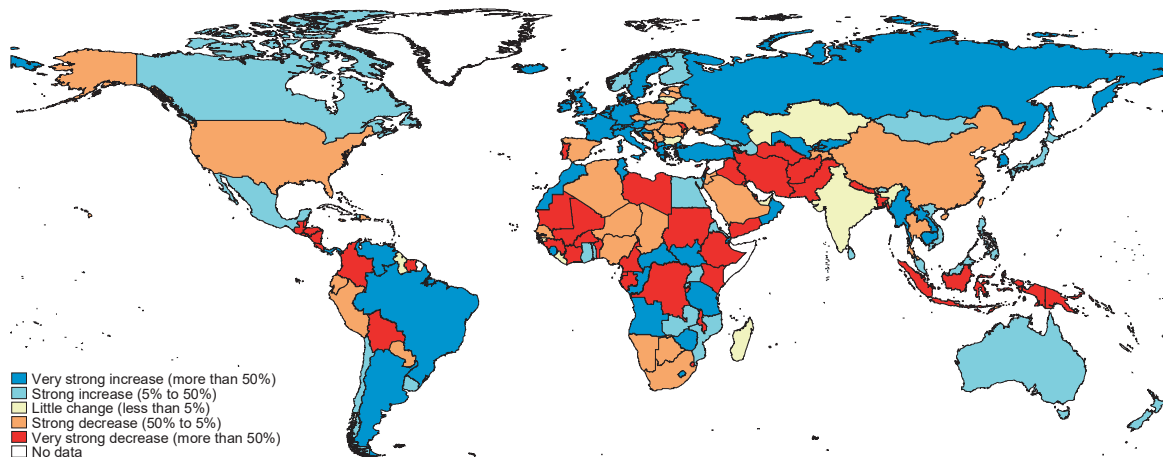 Very strong increase (more than 50%)
Strong increase (5% to 50%)
Little change (less than 5%)
Strong decrease (50% to 5%)
Very strong decrease (more than 50%)
No data